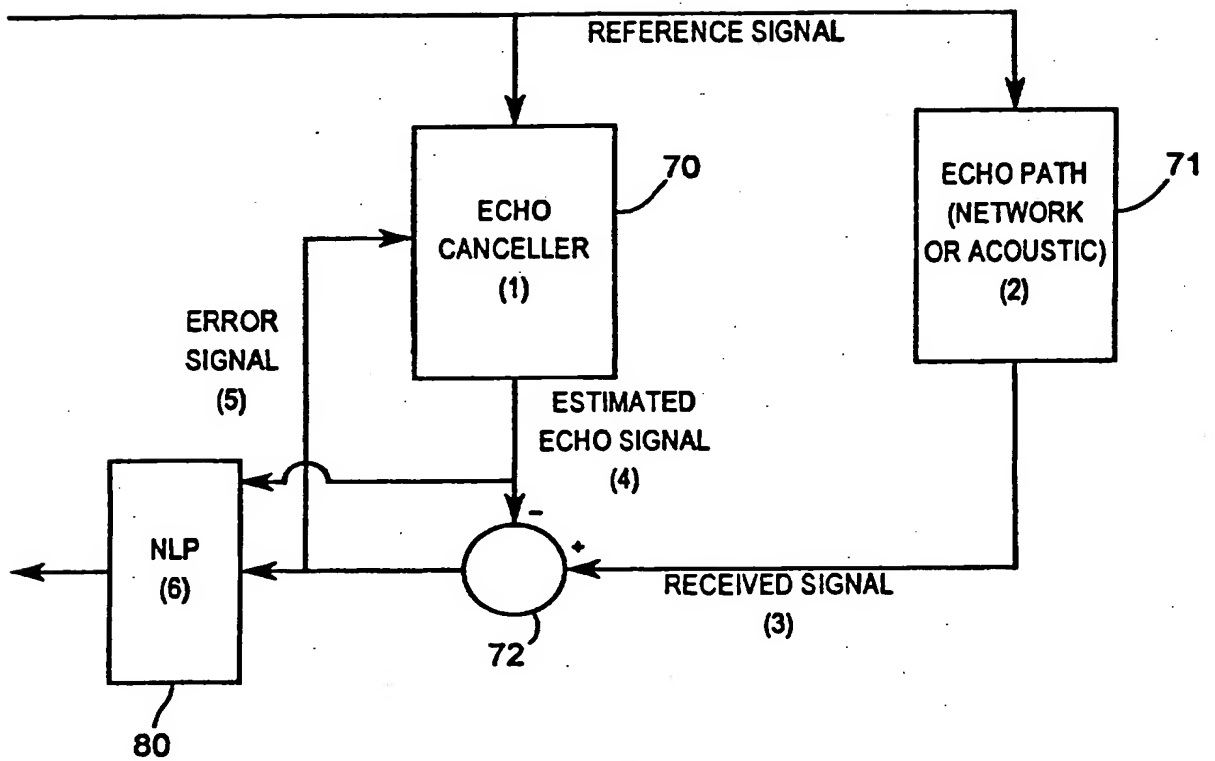 REFERENCE SIGNAL
70
71
ECHO
CANCELLER
(1)
ECHO PATH
(NETWORK
OR ACOUSTIC)
(2)
ERROR
SIGNAL
(5)
ESTIMATED
ECHO SIGNAL
(4)
-
+
NLP
(6)
RECEIVED SIGNAL
(3)
72
80